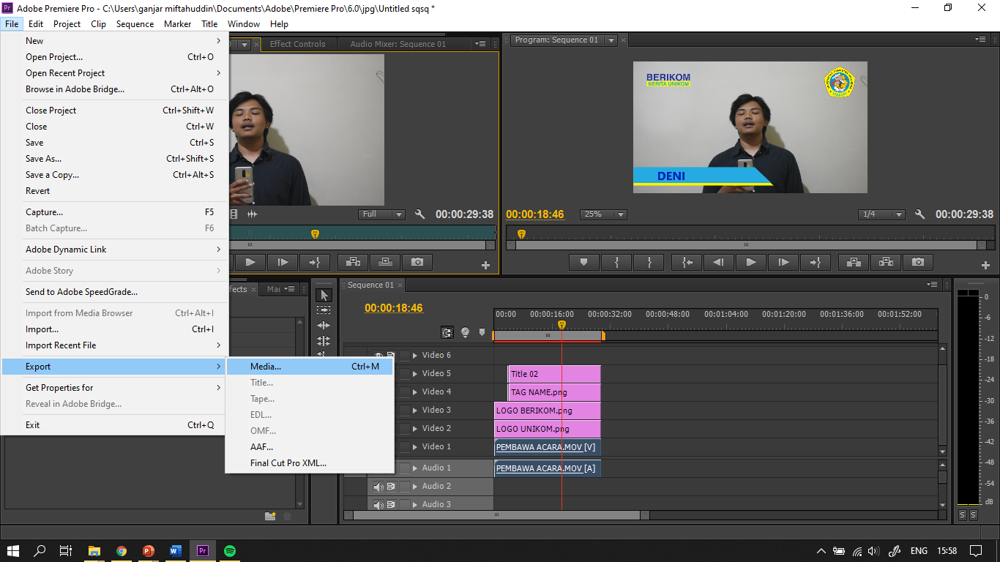 Adobe Premiere Pro - C:\Users\ganjar miftahuddin\Documents\Adobe\Premiere Pro\6.0\jpg\Untitled sqsq *
File Edit Project Clip Sequence Marker Title Window Help
New
Open Project... Ctrl+O
Open Recent Project
Browse in Adobe Bridge... Ctrl+Alt+O
Close Project Ctrl+Shift+W
Close Ctrl+W
Save Ctrl+S
Save As... Ctrl+Shift+S
Save a Copy... Ctrl+Alt+S
Revert
Capture... F5
Batch Capture... F6
Adobe Dynamic Link
Adobe Story
Send to Adobe SpeedGrade...
Import from Media Browser Ctrl+Alt+I
Import... Ctrl+I
Import Recent File
Export
Get Properties for
Reveal in Adobe Bridge...
Exit Ctrl+Q
Media... Ctrl+M
Title...
Tape...
EDL...
OMF...
AAF...
Final Cut Pro XML...
Effect Controls Audio Mixer: Sequence 01
Full 00:00:29:38
Program: Sequence 01
BERIKOM
BERITA UNIKOM
DENI
00:00:18:46 25% 1/4 00:00:29:38
fects
Sequence 01
00:00:18:46
00:00 00:00:16:00 00:00:32:00 00:00:48:00 00:01:04:00 00:01:20:00 00:01:36:00 00:01:52:00
Video 6
Video 5 Title 02
Video 4 TAG NAME.png
Video 3 LOGO BERIKOM.png
Video 2 LOGO UNIKOM.png
Video 1 PEMBAWA ACARA.MOV [V]
Audio 1 PEMBAWA ACARA.MOV [A]
Audio 2
Audio 3
0
-6
-12
-18
-24
-30
-36
-42
-48
-54
dB
S S
ENG 15:58